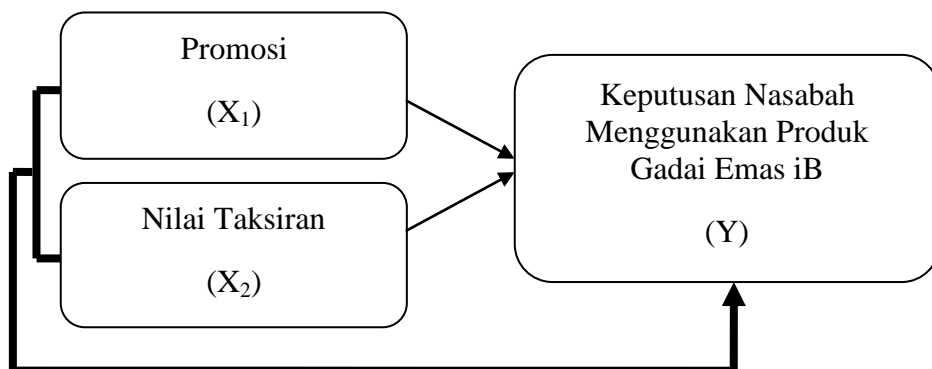 Promosi
(X₁)
Nilai Taksiran
(X₂)
Keputusan Nasabah
Menggunakan Produk
Gadai Emas iB
(Y)